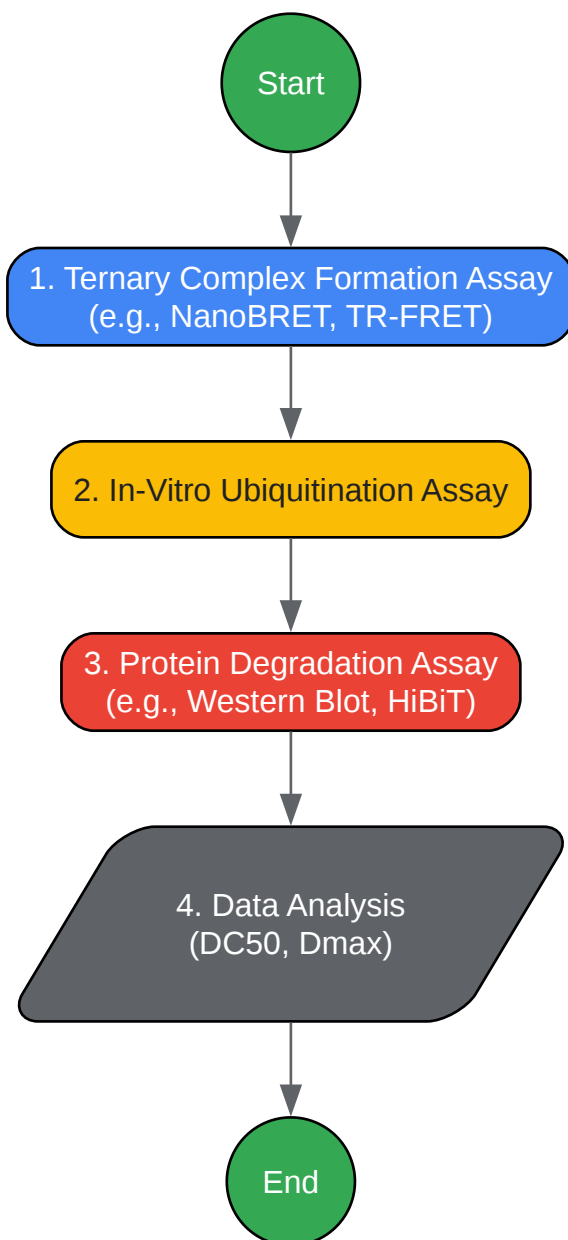 Start
1. Ternary Complex Formation Assay
(e.g., NanoBRET, TR-FRET)
2. In-Vitro Ubiquitination Assay
3. Protein Degradation Assay
(e.g., Western Blot, HiBiT)
4. Data Analysis
(DC50, Dmax)
End